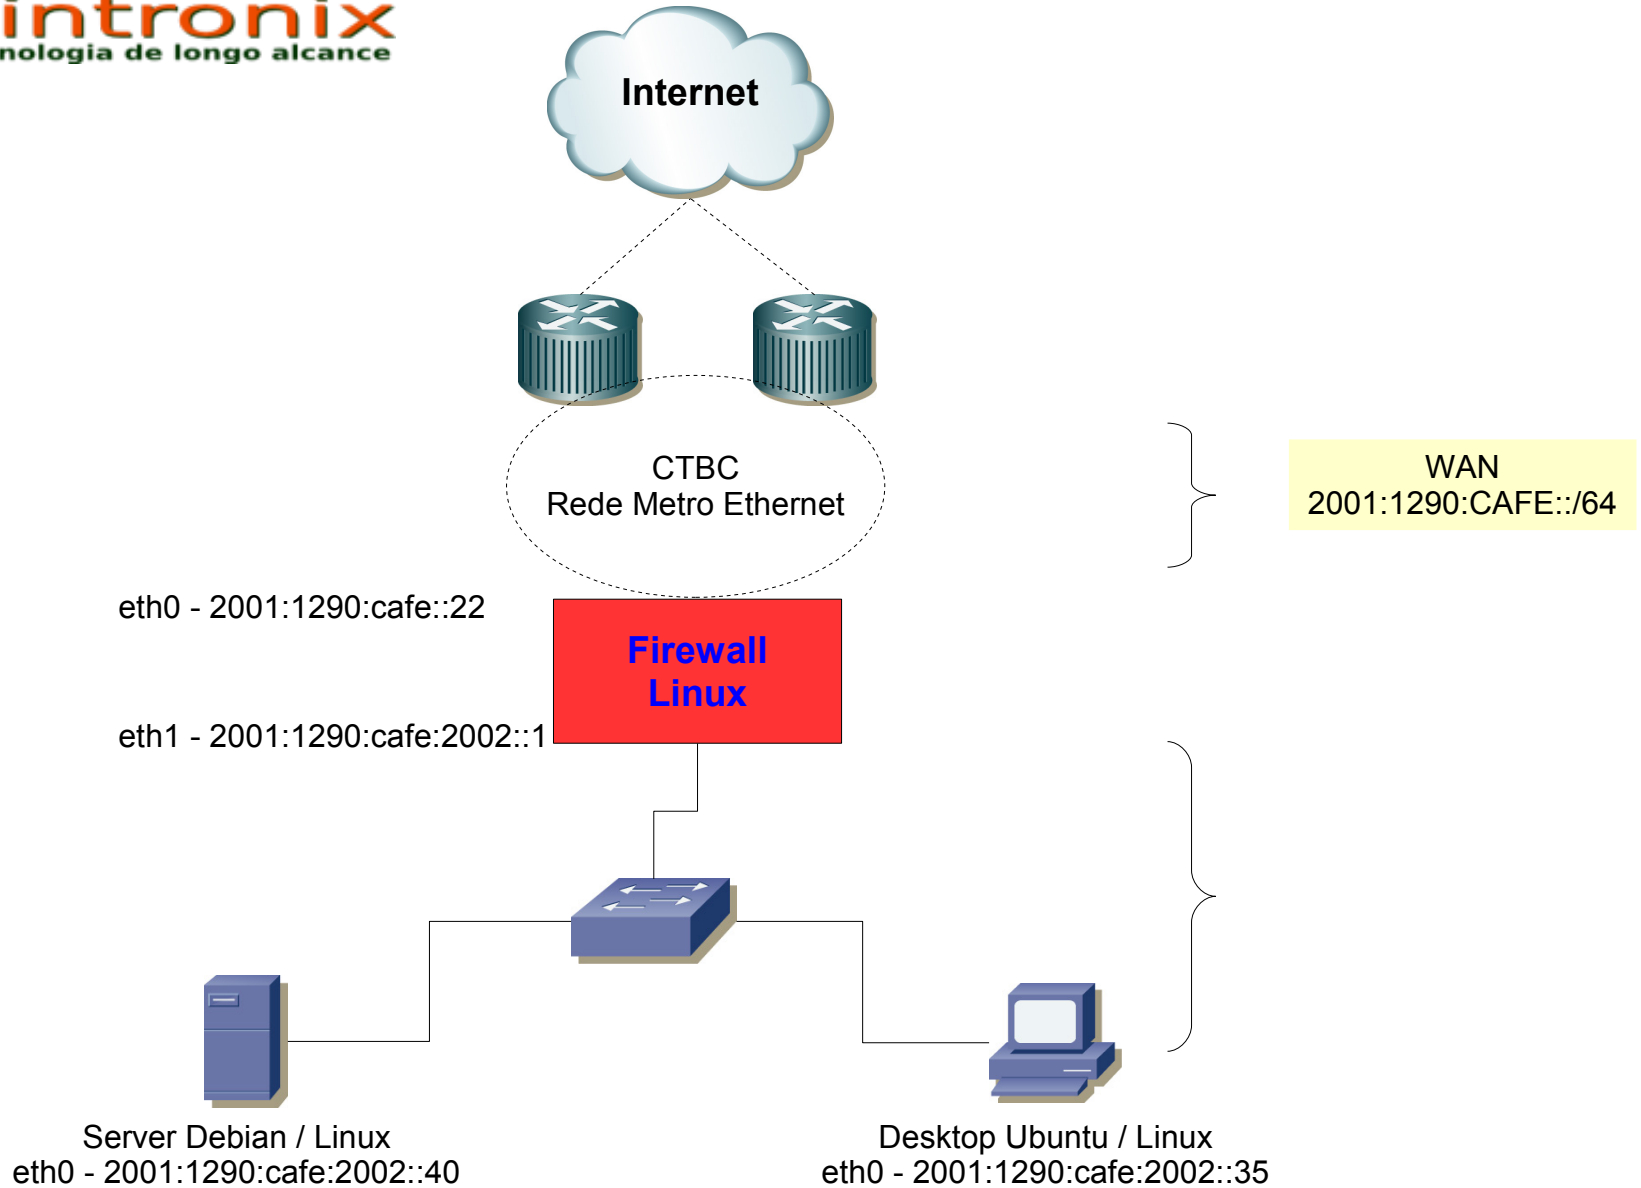 intronix
nologia de longo alcance
Internet
CTBC
Rede Metro Ethernet
WAN
2001:1290:CAFE::/64
eth0 - 2001:1290:cafe::22
Firewall
Linux
eth1 - 2001:1290:cafe:2002::1
Server Debian / Linux
eth0 - 2001:1290:cafe:2002::40
Desktop Ubuntu / Linux
eth0 - 2001:1290:cafe:2002::35